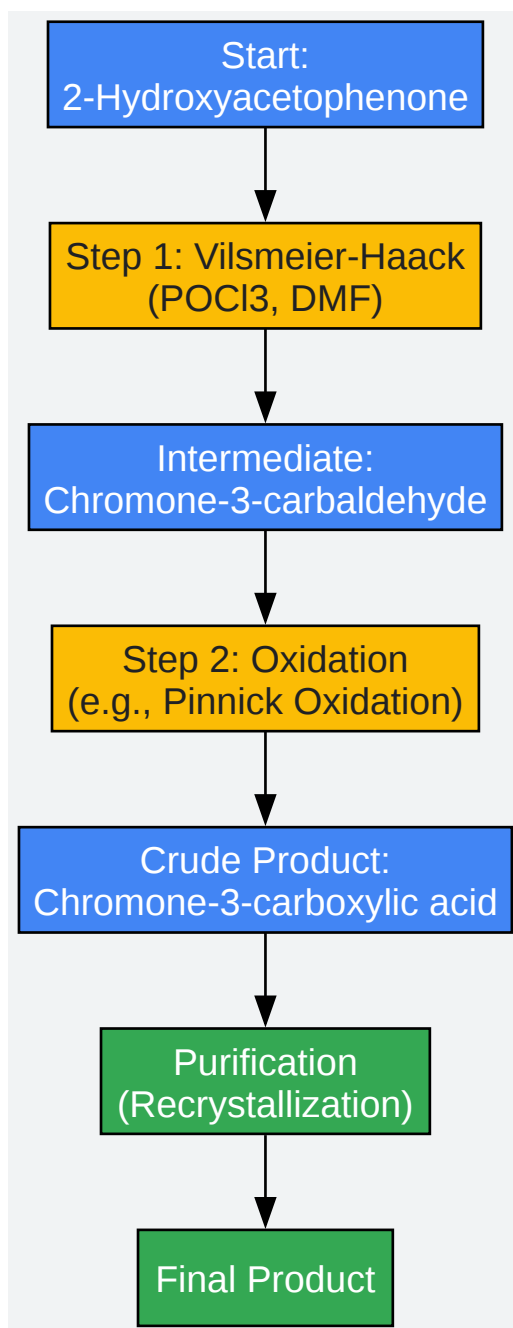 Start:
2-Hydroxyacetophenone
Step 1: Vilsmeier-Haack
(POCl3, DMF)
Intermediate:
Chromone-3-carbaldehyde
Step 2: Oxidation
(e.g., Pinnick Oxidation)
Crude Product:
Chromone-3-carboxylic acid
Purification
(Recrystallization)
Final Product